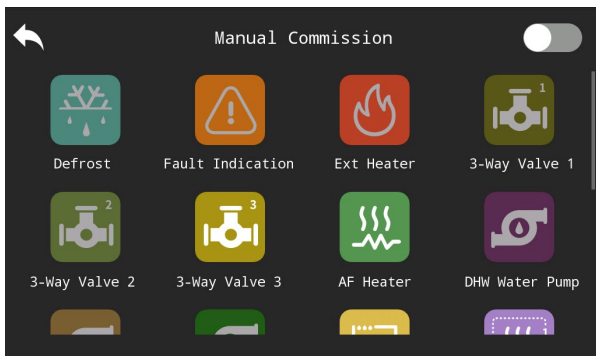 Manual Commission
Defrost
Fault Indication
Ext Heater
1
3-Way Valve 1
2
3-Way Valve 2
3
3-Way Valve 3
AF Heater
DHW Water Pump